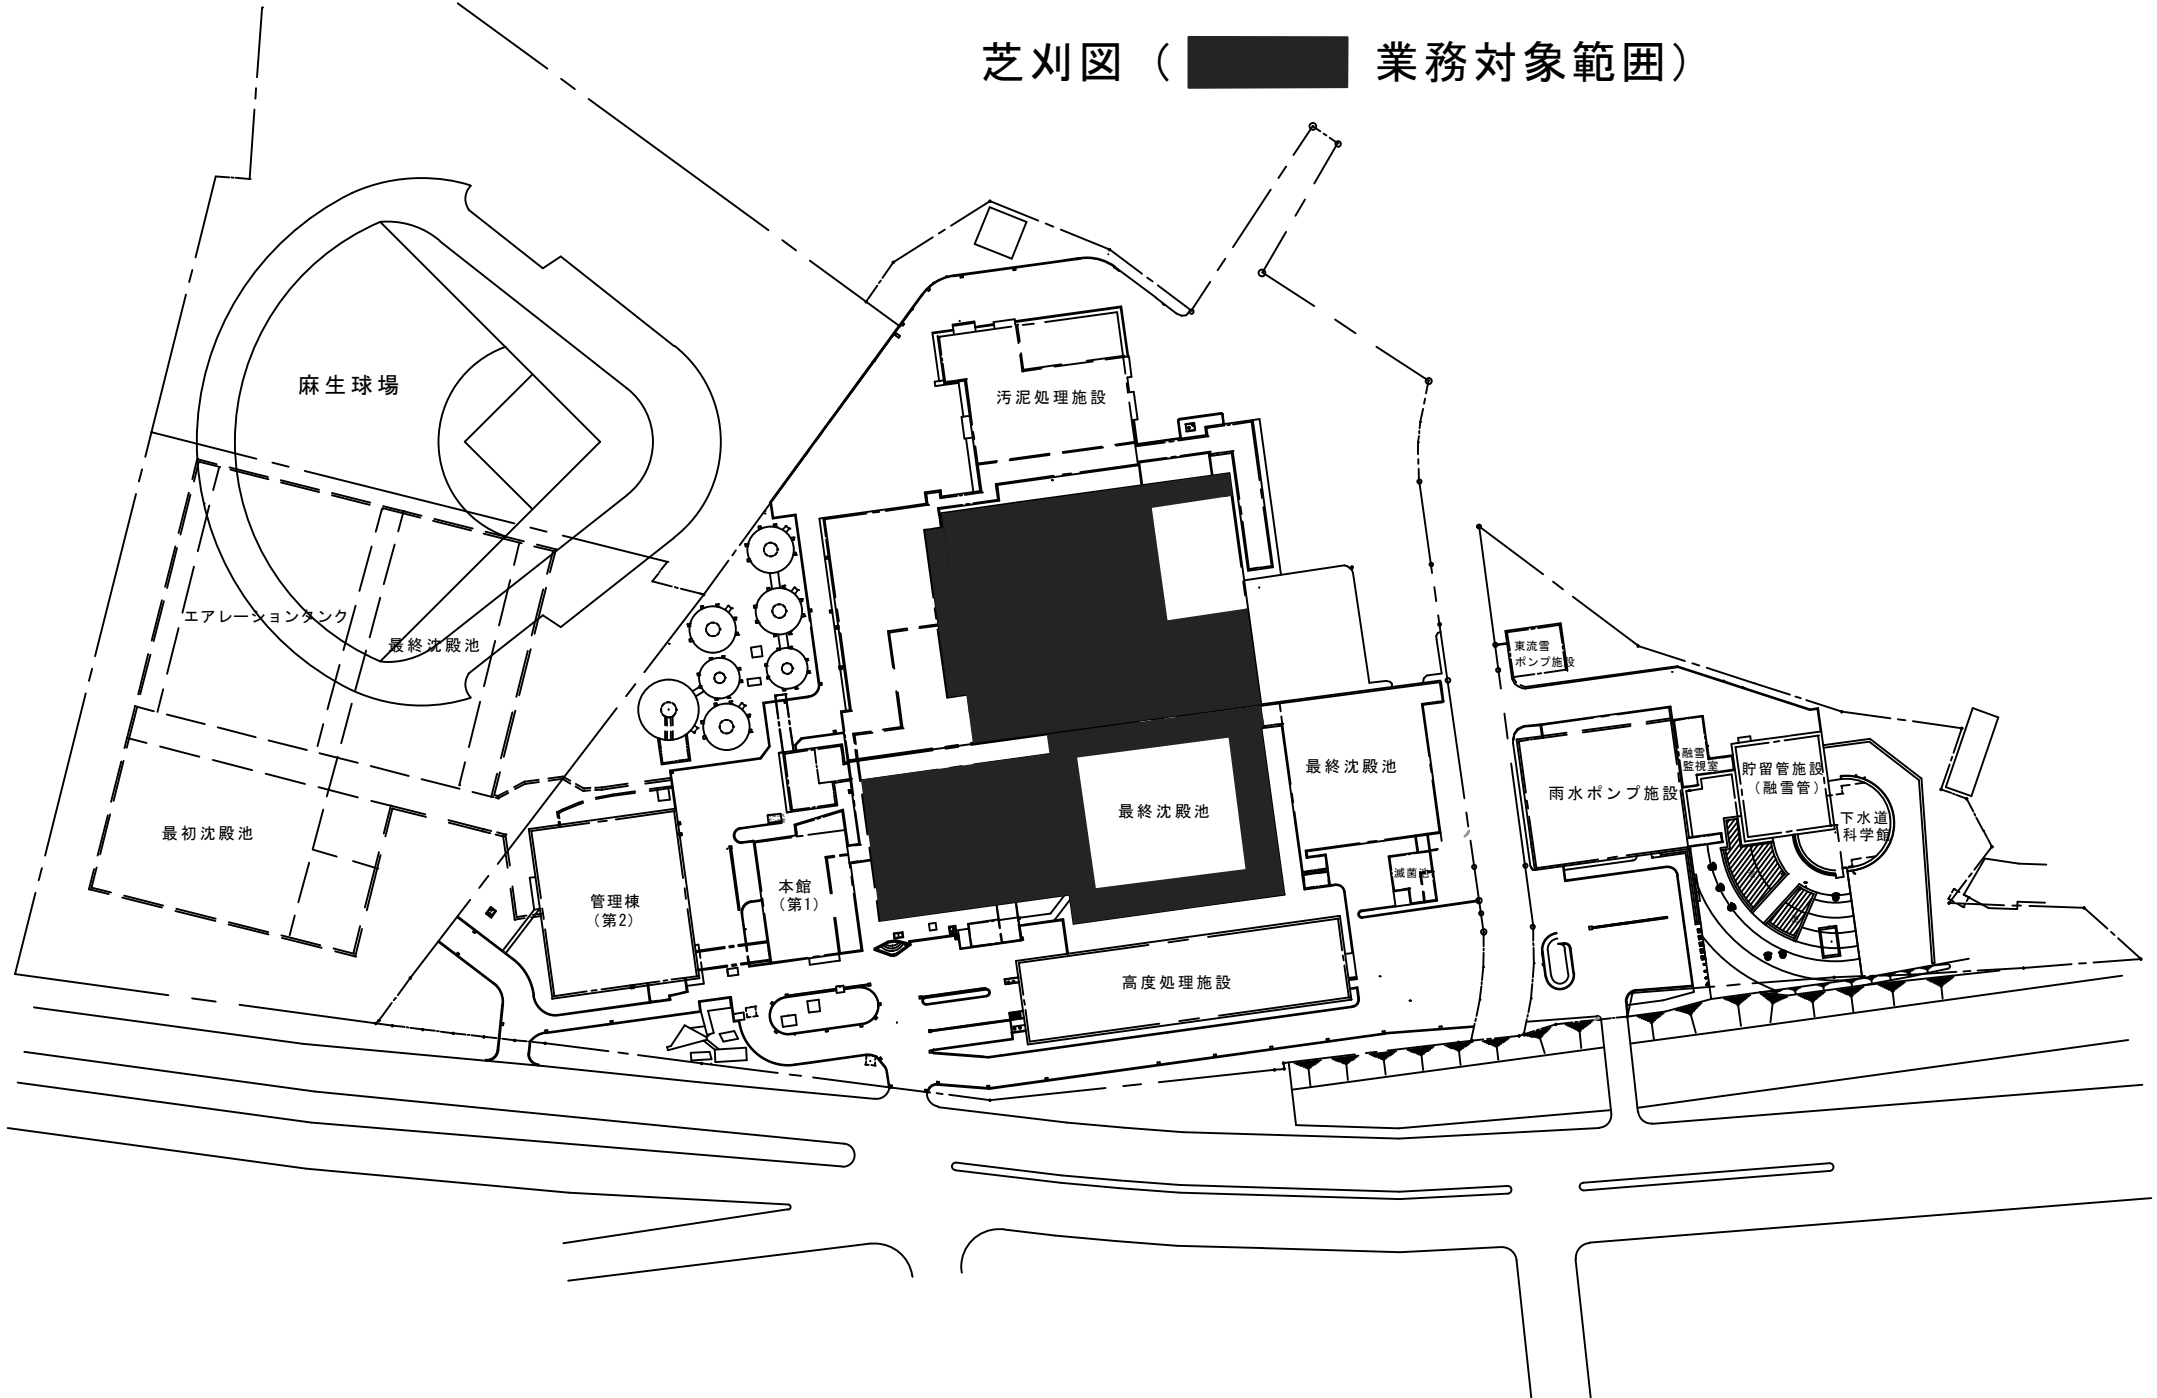 芝刈図（　業務対象範囲）
麻生球場
汚泥処理施設
エアレーションタンク
最終沈殿池
東流雪
ポンプ施設
最終沈殿池
融雪
監視室
貯留管施設
（融雪管）
雨水ポンプ施設
最終沈殿池
下水道
科学館
最初沈殿池
滅菌池
本館
（第1）
管理棟
（第2）
高度処理施設